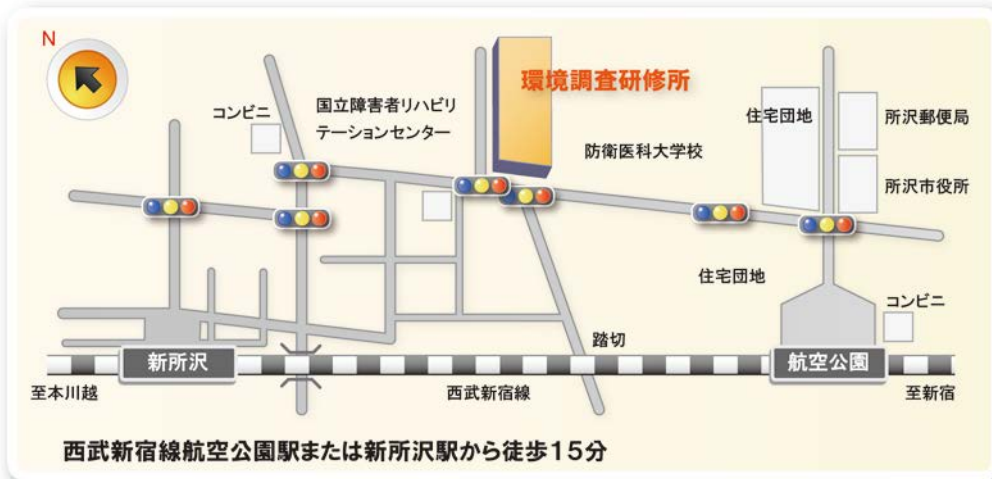 N
環境調査研修所
コンビニ
国立障害者リハビリ
テーションセンター
住宅団地
所沢郵便局
防衛医科大学校
所沢市役所
住宅団地
コンビニ
踏切
新所沢
航空公園
至本川越
西武新宿線
至新宿
西武新宿線航空公園駅または新所沢駅から徒歩15分